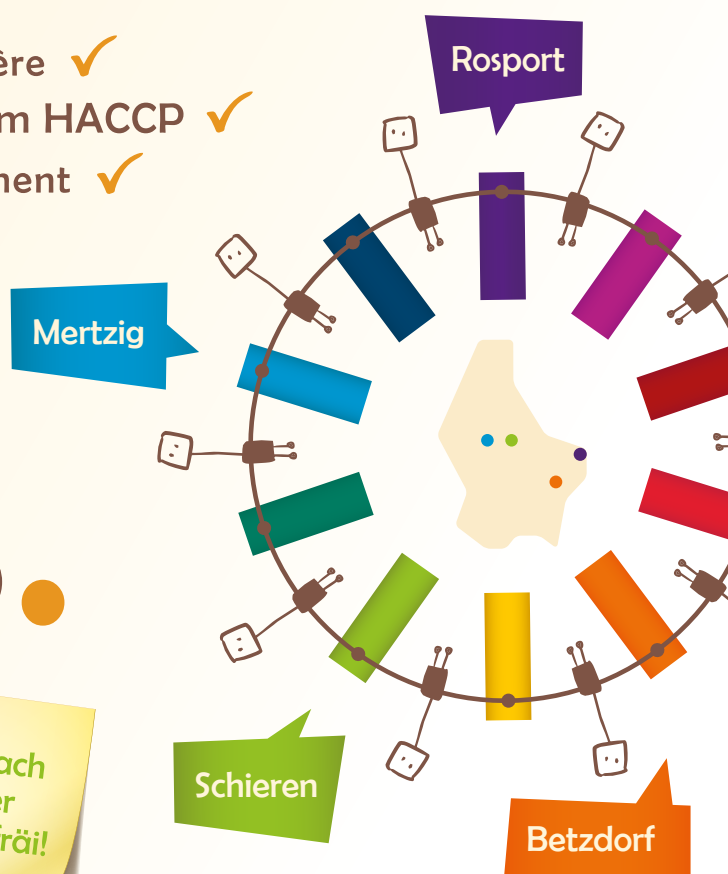 ère
m HACCP
nent
Rosport
Mertzig
Schieren
Betzdorf
ach
er
räi!